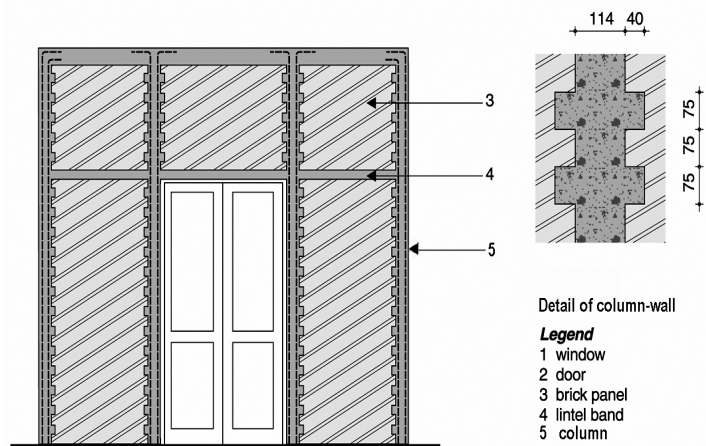 114 40
3
75
75
75
4
5
Detail of column-wall
Legend
1 window
2 door
3 brick panel
4 lintel band
5 column